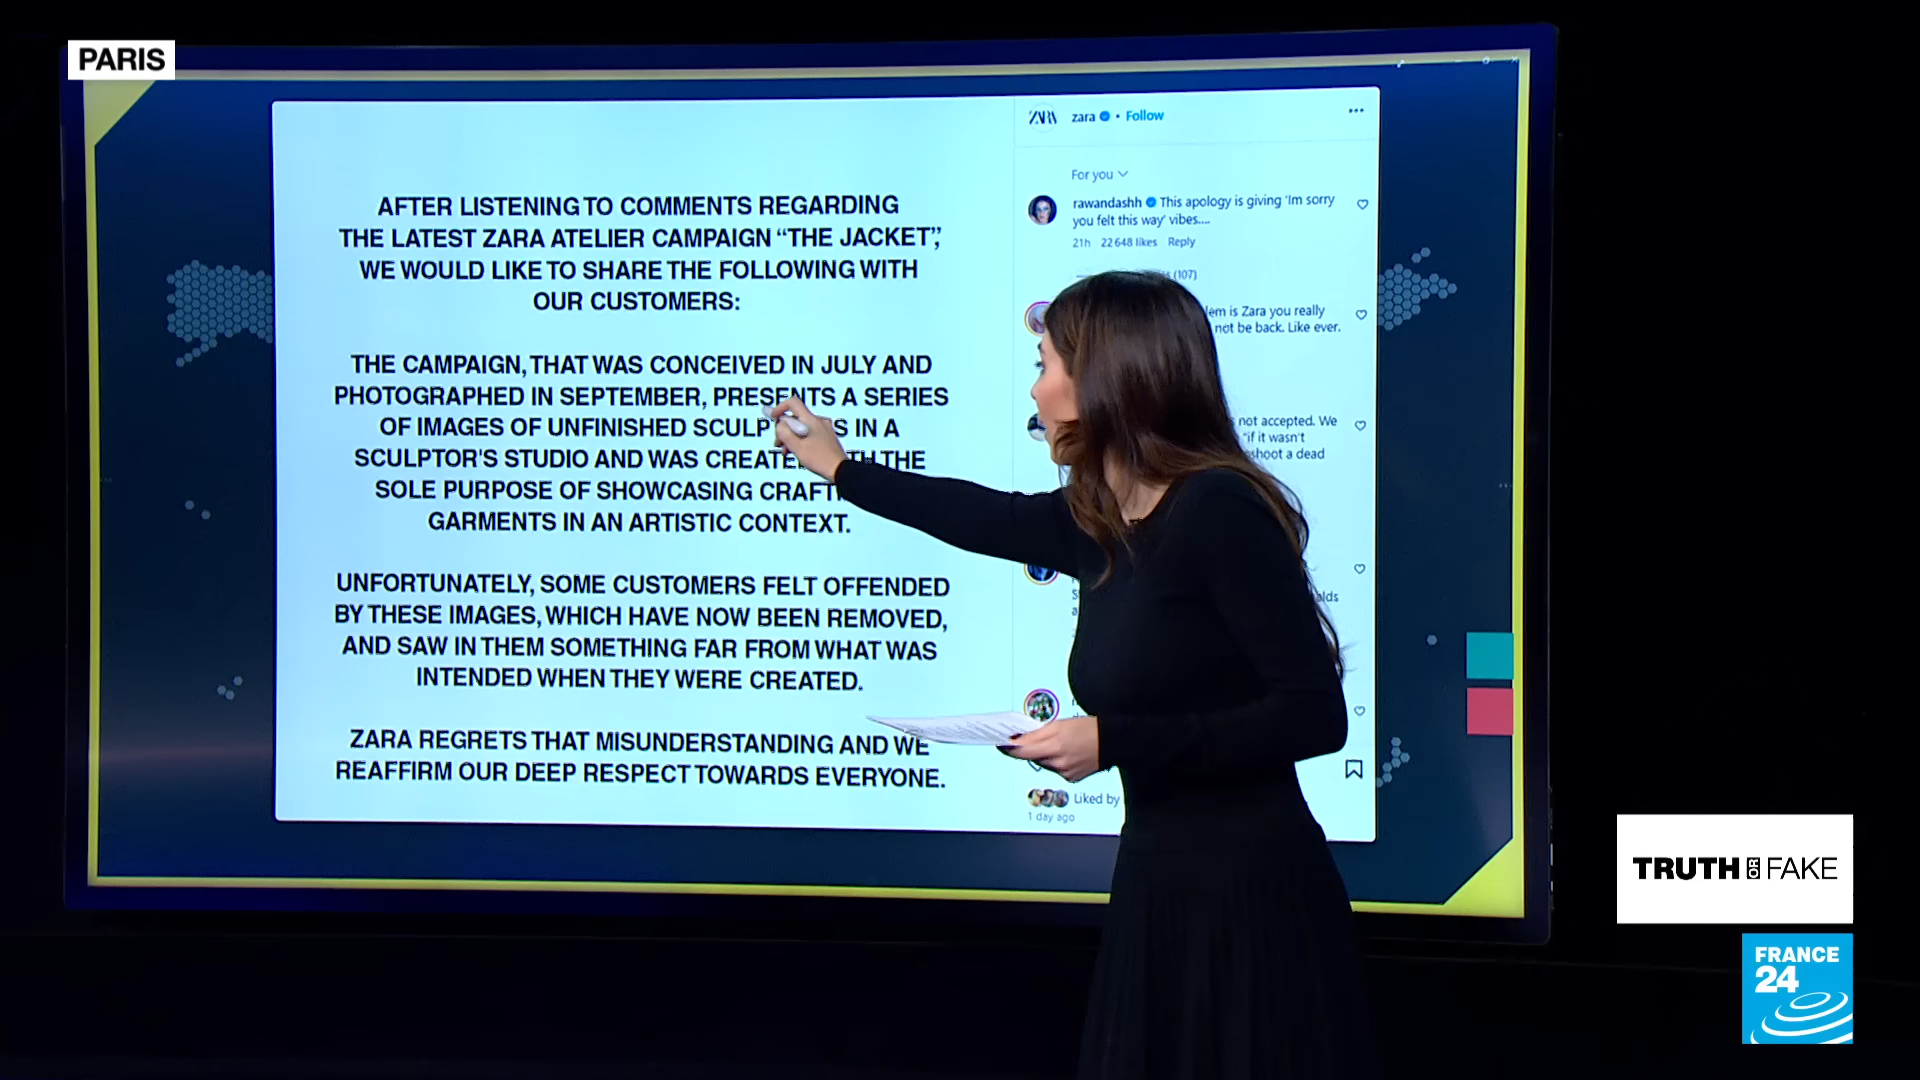 PARIS
AFTER LISTENING TO COMMENTS REGARDING
THE LATEST ZARA ATELIER CAMPAIGN “THE JACKET”,
WE WOULD LIKE TO SHARE THE FOLLOWING WITH
OUR CUSTOMERS:
THE CAMPAIGN, THAT WAS CONCEIVED IN JULY AND
PHOTOGRAPHED IN SEPTEMBER, PRESENTS A SERIES
OF IMAGES OF UNFINISHED IN A
SCULPTOR'S STUDIO AND WAS THE
SOLE PURPOSE OF SHOWCASING
GARMENTS IN AN ARTISTIC CONTEXT.
UNFORTUNATELY, SOME CUSTOMERS FELT OFFENDED
BY THESE IMAGES, WHICH HAVE NOW BEEN REMOVED,
AND SAW IN THEM SOMETHING FAR FROM WHAT WAS
INTENDED WHEN THEY WERE CREATED.
ZARA REGRETS THAT MISUNDERSTANDING AND WE
REAFFIRM OUR DEEP RESPECT TOWARDS EVERYONE.
ZARA zara • Follow
For you
rawandashh This apology is giving 'Im sorry
you felt this way' vibes....
21h 22 648 likes Reply
(107)
is Zara you really
not be back. Like ever.
not accepted. We
"if it wasn't
a dead
Liked by
1 day ago
TRUTH OR FAKE
FRANCE
24